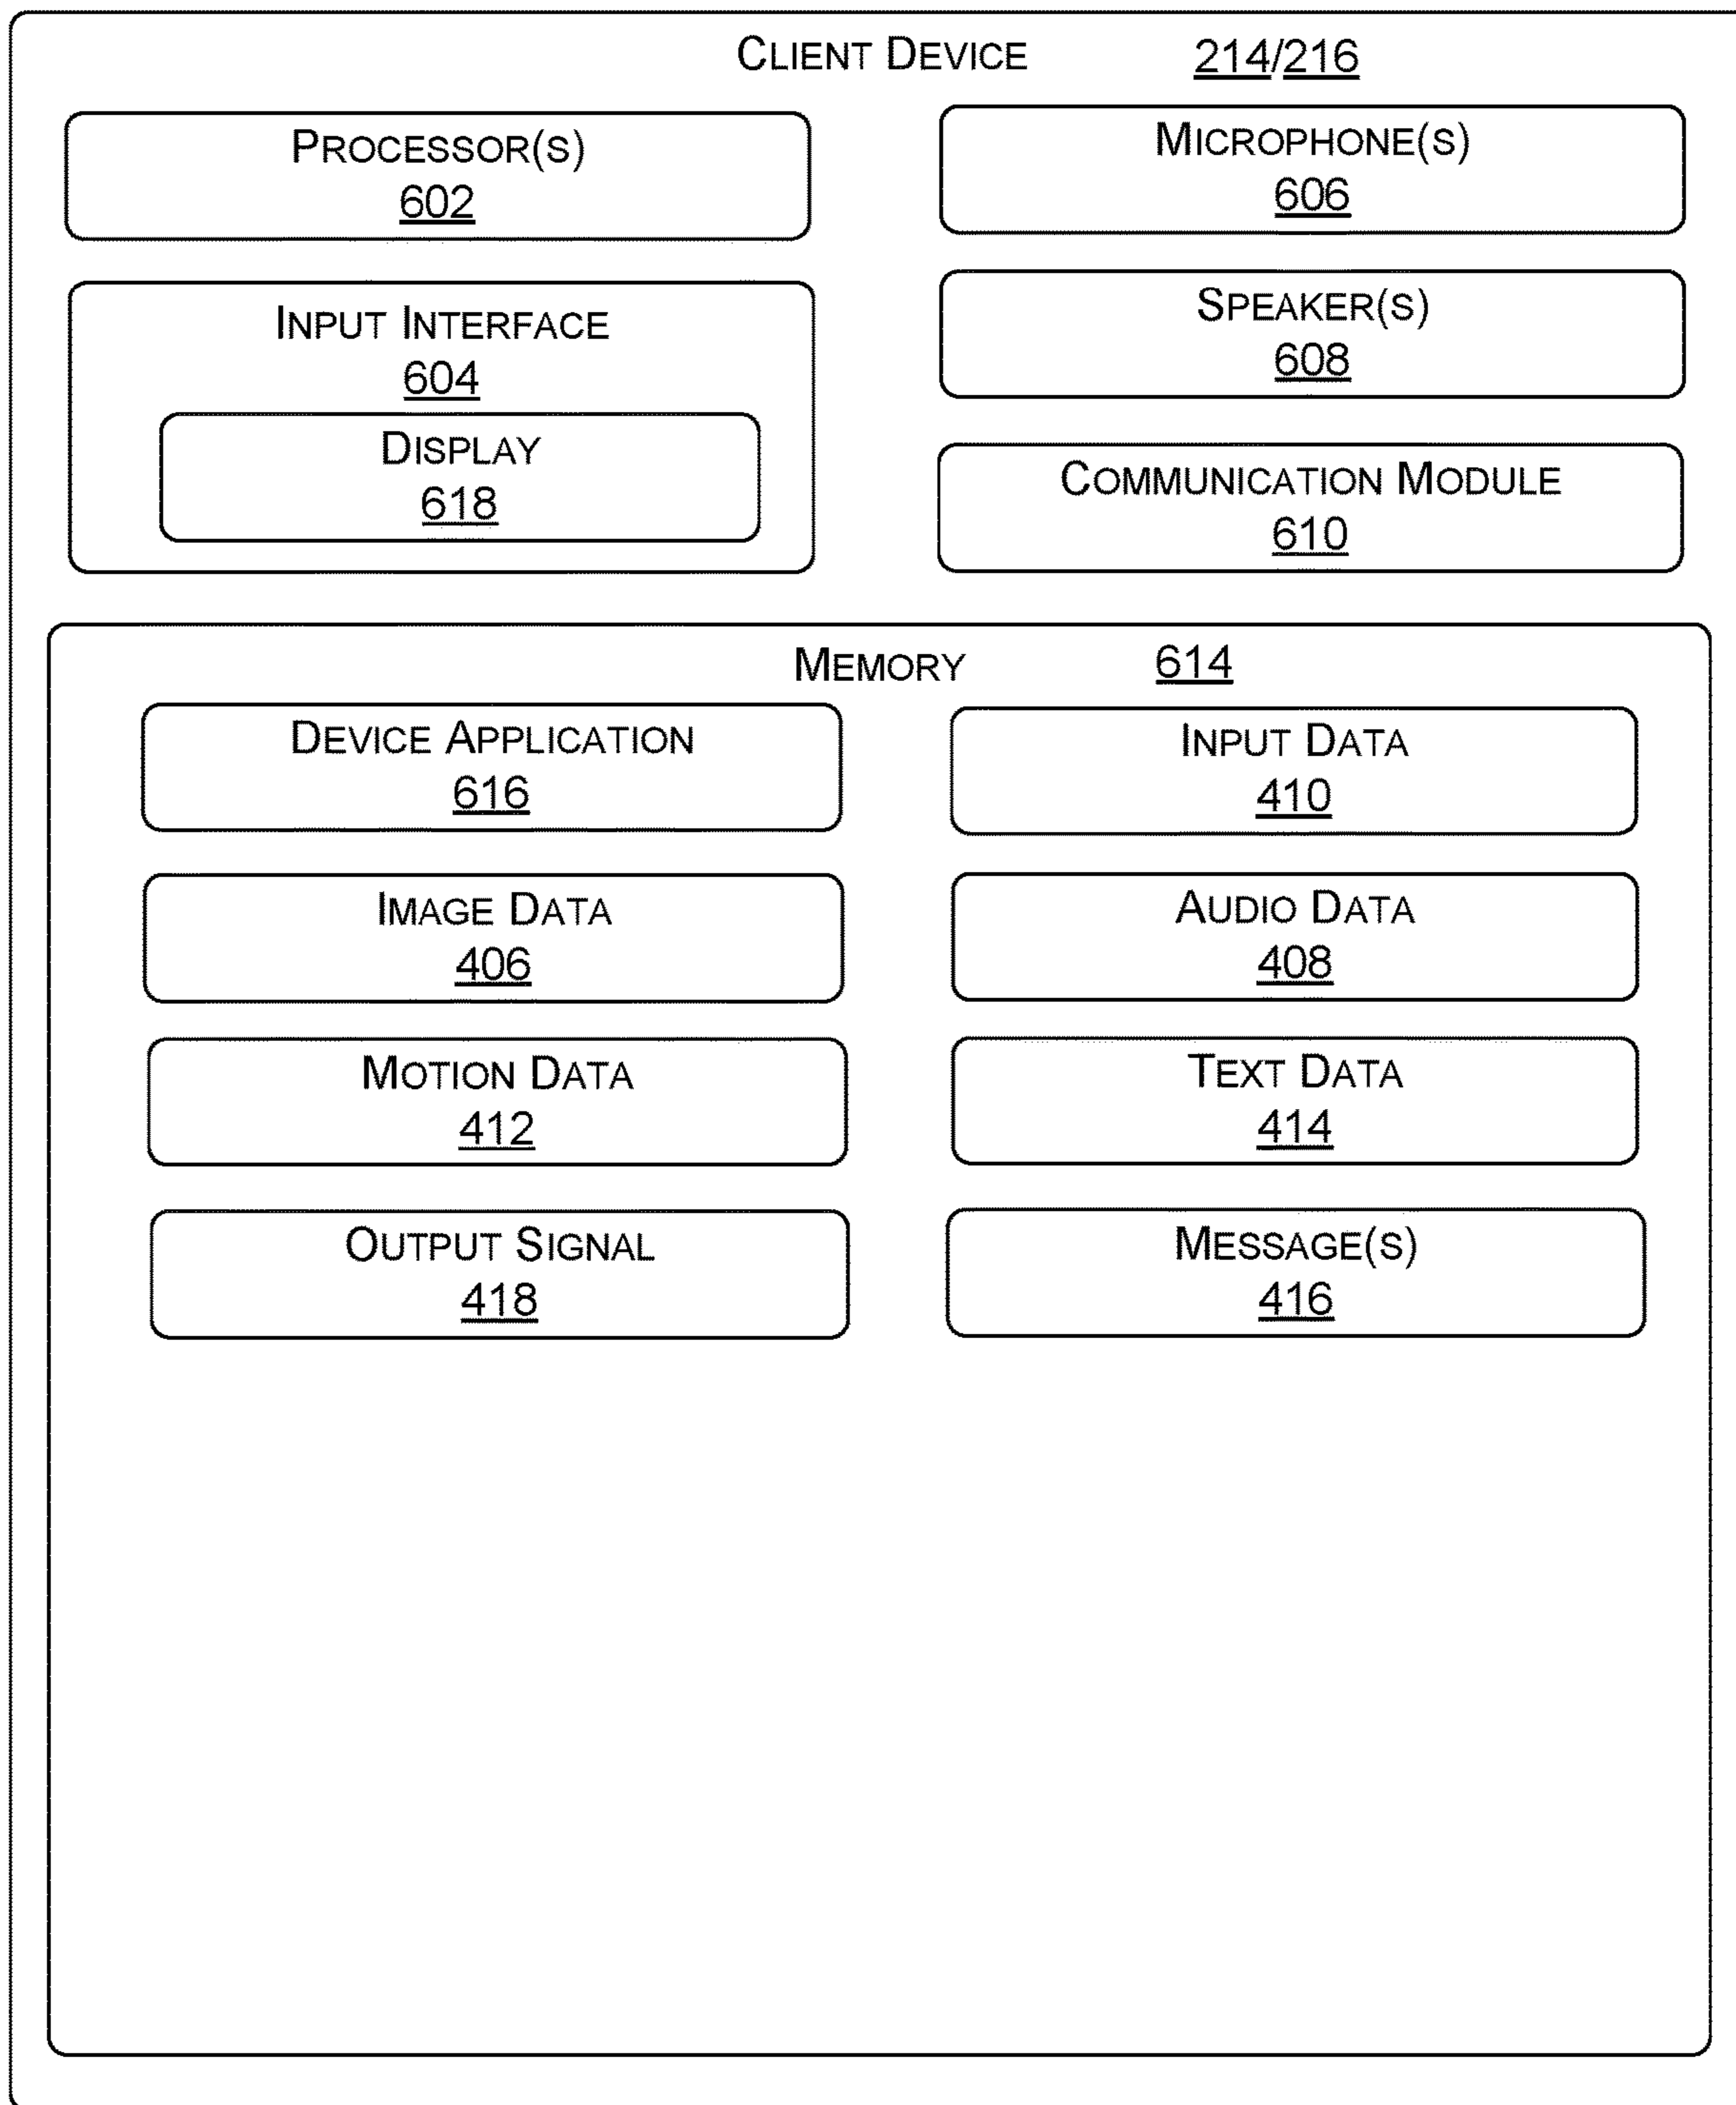 CLIENT DEVICE 214/216
PROCESSOR(S)
602
MICROPHONE(S)
606
INPUT INTERFACE
604
DISPLAY
618
SPEAKER(S)
608
COMMUNICATION MODULE
610
MEMORY 614
DEVICE APPLICATION
616
INPUT DATA
410
IMAGE DATA
406
AUDIO DATA
408
MOTION DATA
412
TEXT DATA
414
OUTPUT SIGNAL
418
MESSAGE(S)
416